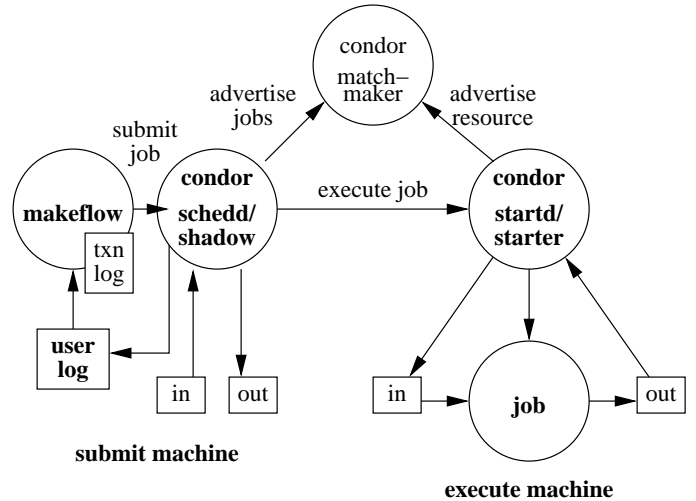 condor
match–
maker
advertise
jobs
advertise
resource
submit
job
makeflow
txn
log
condor
schedd/
shadow
execute job
condor
startd/
starter
user
log
in
out
in
job
out
submit machine
execute machine